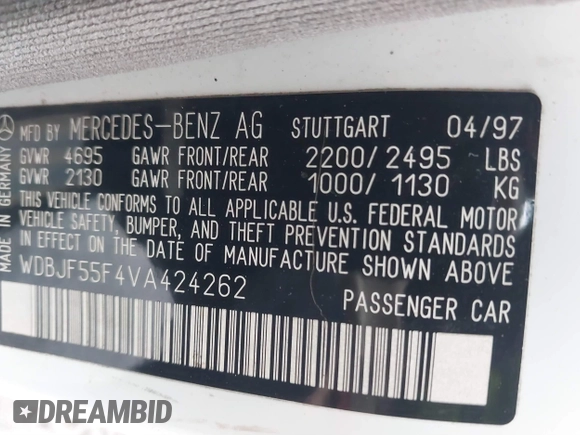 MADE IN GERMANY
MFD BY MERCEDES-BENZ AG STUTTGART 04/97
GVWR 4695 GAWR FRONT/REAR 2200/2495 LBS
GVWR 2130 GAWR FRONT/REAR 1000/1130 KG
THIS VEHICLE CONFORMS TO ALL APPLICABLE U.S. FEDERAL MOTOR
VEHICLE SAFETY, BUMPER, AND THEFT PREVENTION STANDARDS
IN EFFECT ON THE DATE OF MANUFACTURE SHOWN ABOVE.
WDBJF55F4VA424262 PASSENGER CAR
DREAMBID